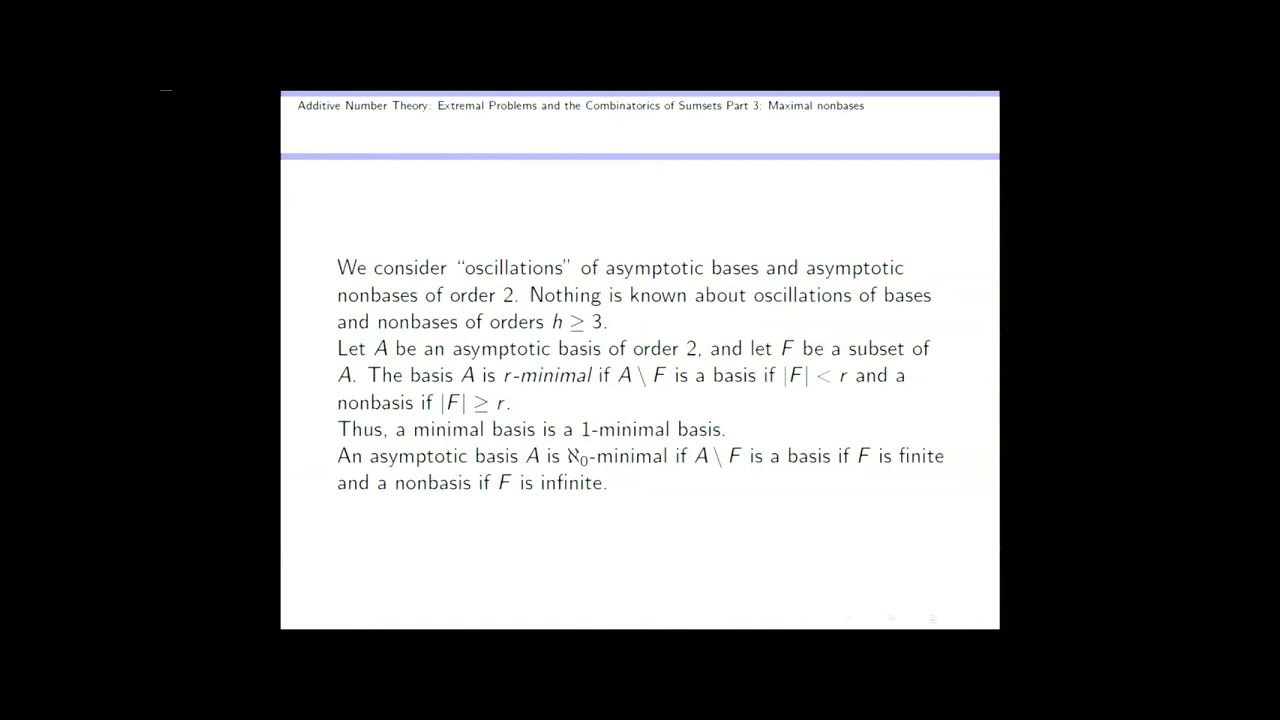 Additive Number Theory: Extremal Problems and the Combinatorics of Sumsets Part 3: Maximal nonbases
We consider “oscillations” of asymptotic bases and asymptotic
nonbases of order 2. Nothing is known about oscillations of bases
and nonbases of orders h ≥ 3.
Let A be an asymptotic basis of order 2, and let F be a subset of
A. The basis A is r-minimal if A \ F is a basis if |F| < r and a
nonbasis if |F| ≥ r.
Thus, a minimal basis is a 1-minimal basis.
An asymptotic basis A is ℵ₀-minimal if A \ F is a basis if F is finite
and a nonbasis if F is infinite.